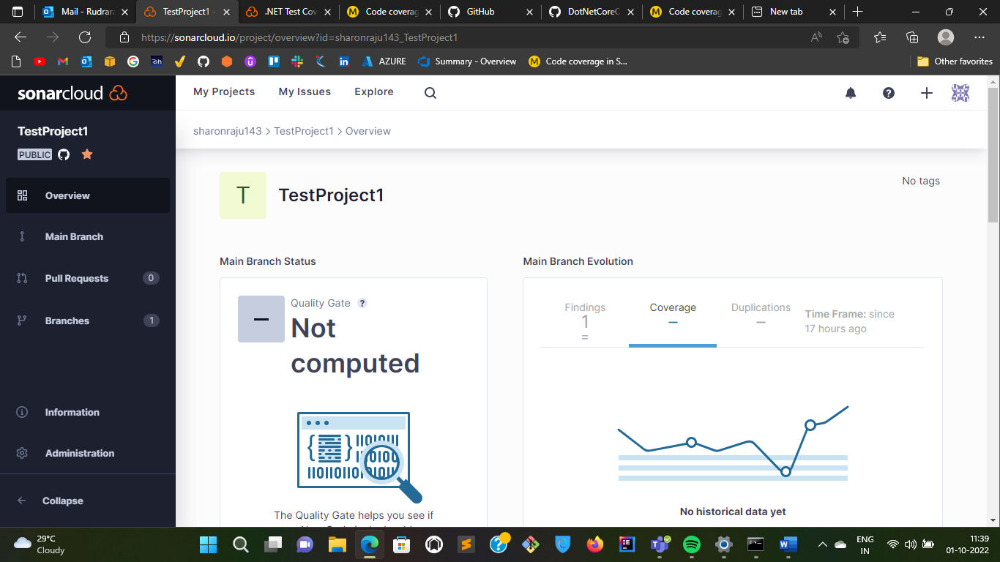 Mail - Rudrara
TestProject1 -
.NET Test Cov
Code coverag
GitHub
DotNetCoreC
Code coverag
New tab
https://sonarcloud.io/project/overview?id=sharonraju143_TestProject1
AZURE
Summary - Overview
Code coverage in S...
Other favorites
sonarcloud
My Projects
My Issues
Explore
TestProject1
PUBLIC
sharonraju143 > TestProject1 > Overview
Overview
Main Branch
Pull Requests
0
Branches
1
Information
Administration
Collapse
T
TestProject1
No tags
Main Branch Status
Quality Gate ?
Not
computed
The Quality Gate helps you see if
Main Branch Evolution
Findings
1
=
Coverage
–
Duplications
–
Time Frame: since
17 hours ago
No historical data yet
29°C
Cloudy
ENG
IN
11:39
01-10-2022